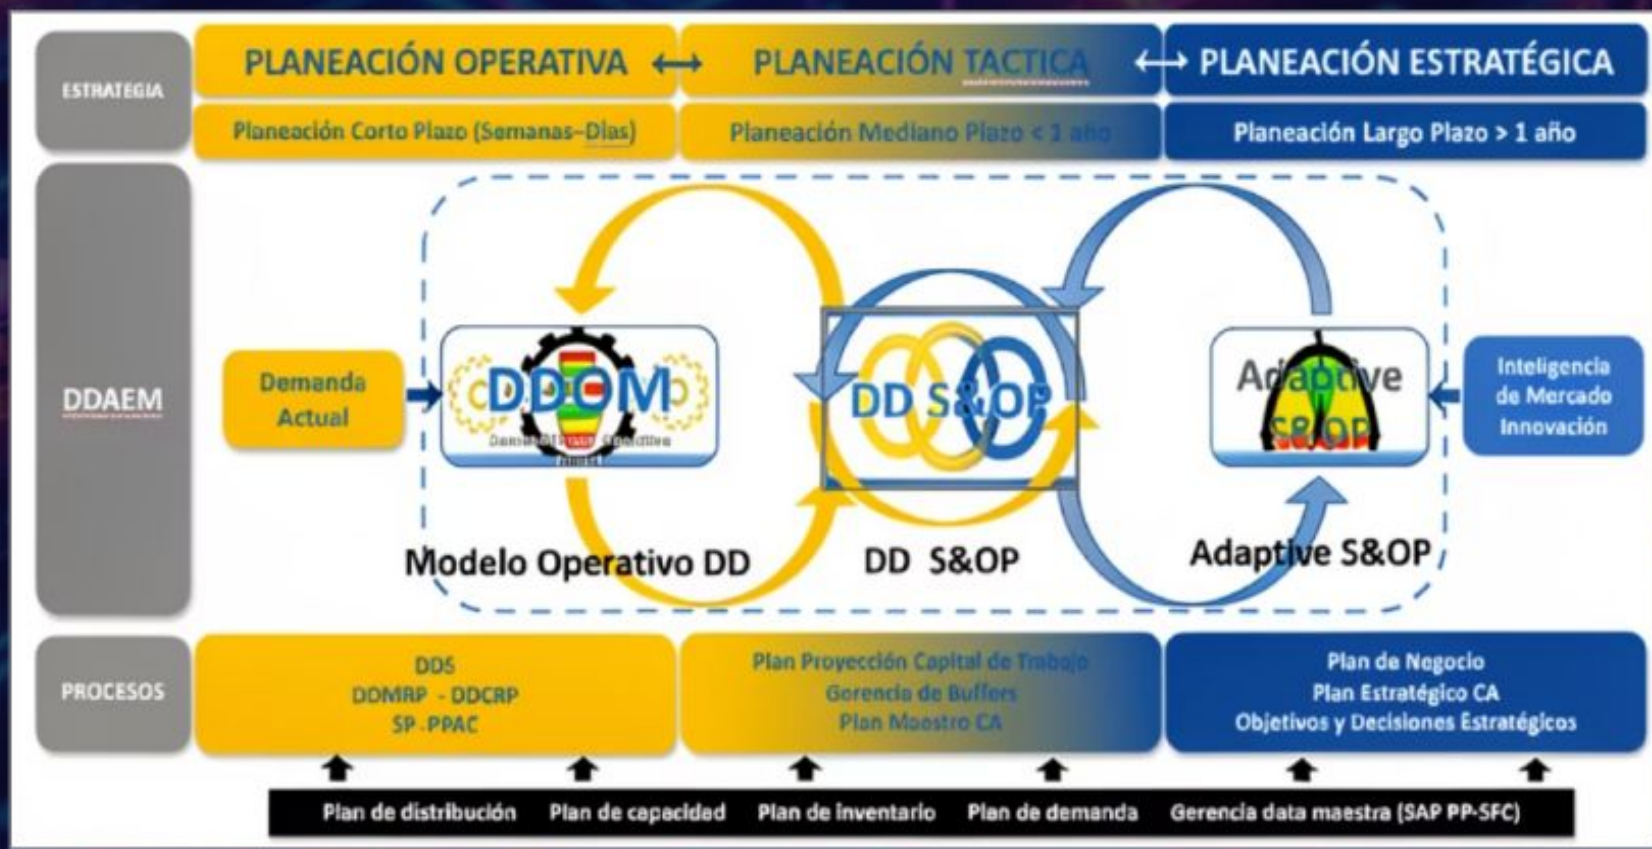 ESTRATEGIA
PLANEACIÓN OPERATIVA
PLANEACIÓN TACTICA
PLANEACIÓN ESTRATÉGICA
Planeación Corto Plazo (Semanas-Días)
Planeación Mediano Plazo < 1 año
Planeación Largo Plazo > 1 año
DDAEM
Demanda
Actual
DDOM
DD S&OP
Adaptive
S&OP
Inteligencia
de Mercado
Innovación
Modelo Operativo DD
DD S&OP
Adaptive S&OP
PROCESOS
DDS
DDMRP - DDCRP
SP -PPAC
Plan Proyección Capital de Trabajo
Gerencia de Buffers
Plan Maestro CA
Plan de Negocio
Plan Estratégico CA
Objetivos y Decisiones Estratégicos
Plan de distribución
Plan de capacidad
Plan de inventario
Plan de demanda
Gerencia data maestra (SAP PP-SFC)